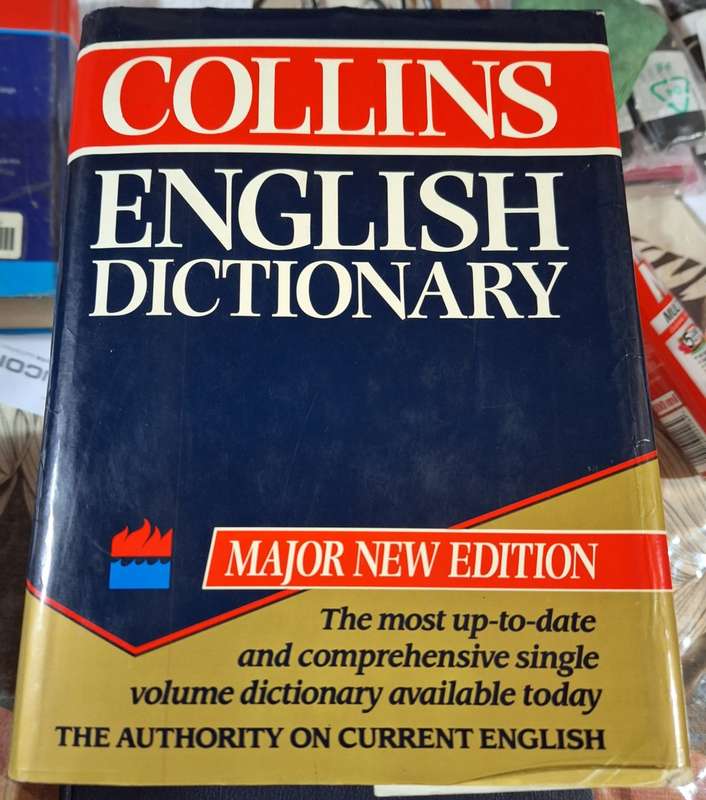 COLLINS
ENGLISH
DICTIONARY
MAJOR NEW EDITION
The most up-to-date
and comprehensive single
volume dictionary available today
THE AUTHORITY ON CURRENT ENGLISH